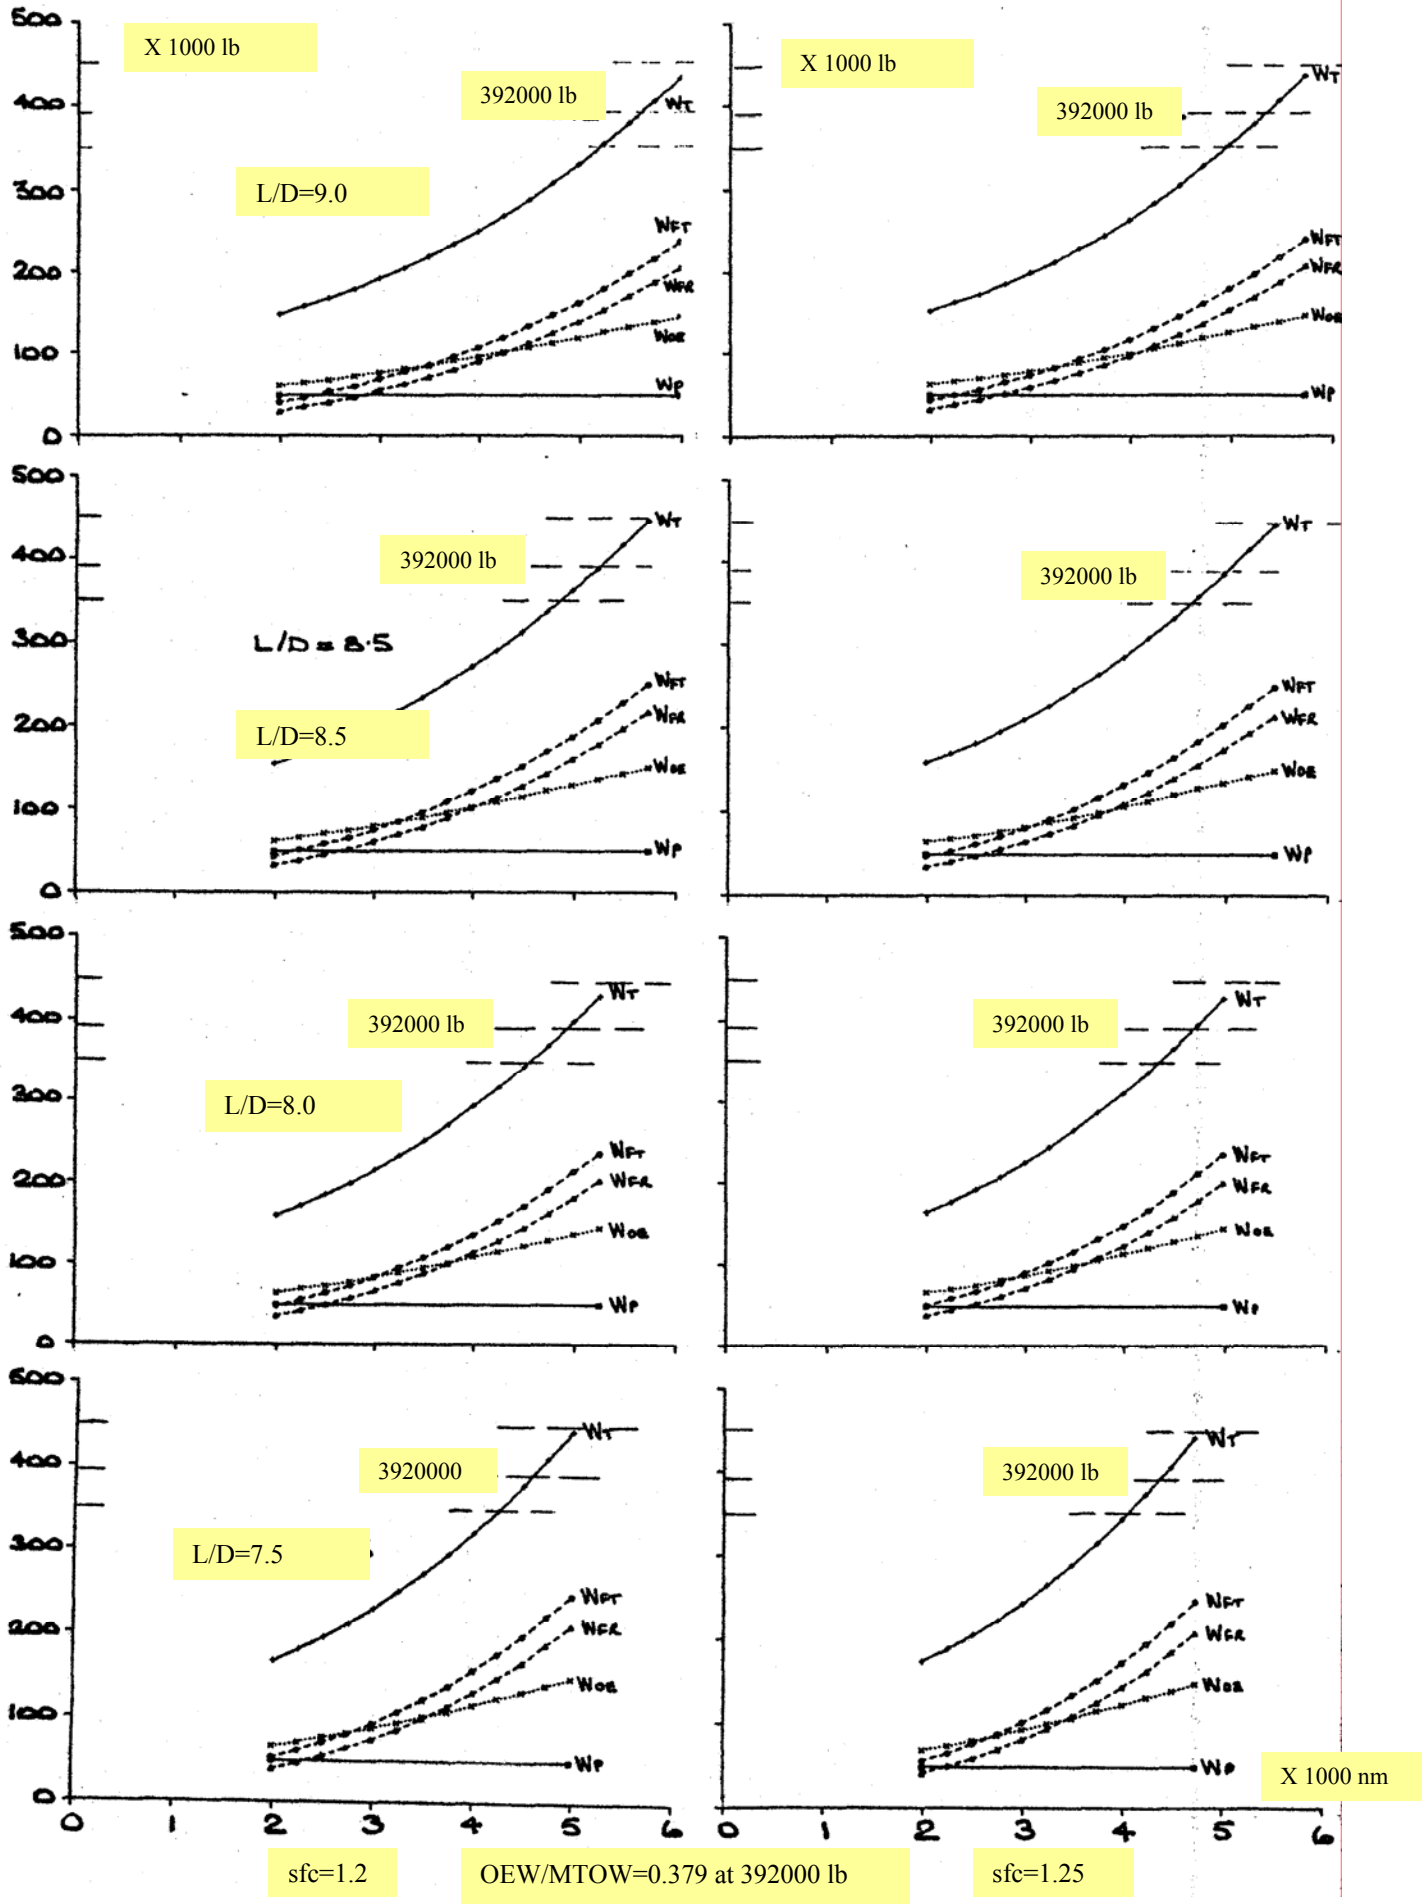 500
X 1000 lb
X 1000 lb
392000 lb
392000 lb
WT
WT
400
300
L/D=9.0
WFT
WFT
200
WFR
WFR
WOE
WOE
100
WP
WP
0
500
WT
WT
400
392000 lb
392000 lb
300
L/D = 8.5
200
L/D=8.5
WFT
WFT
WFR
WFR
WOE
WOE
100
WP
WP
0
500
WT
WT
400
392000 lb
392000 lb
300
L/D=8.0
200
WFT
WFT
WFR
WFR
WOE
WOE
100
WP
WP
0
500
WT
WT
400
3920000
392000 lb
300
L/D=7.5
200
WFT
WFT
WFR
WFR
WOE
WOE
100
WP
WP
X 1000 nm
0
0 1 2 3 4 5 6
0 1 2 3 4 5 6
sfc=1.2
OEW/MTOW=0.379 at 392000 lb
sfc=1.25